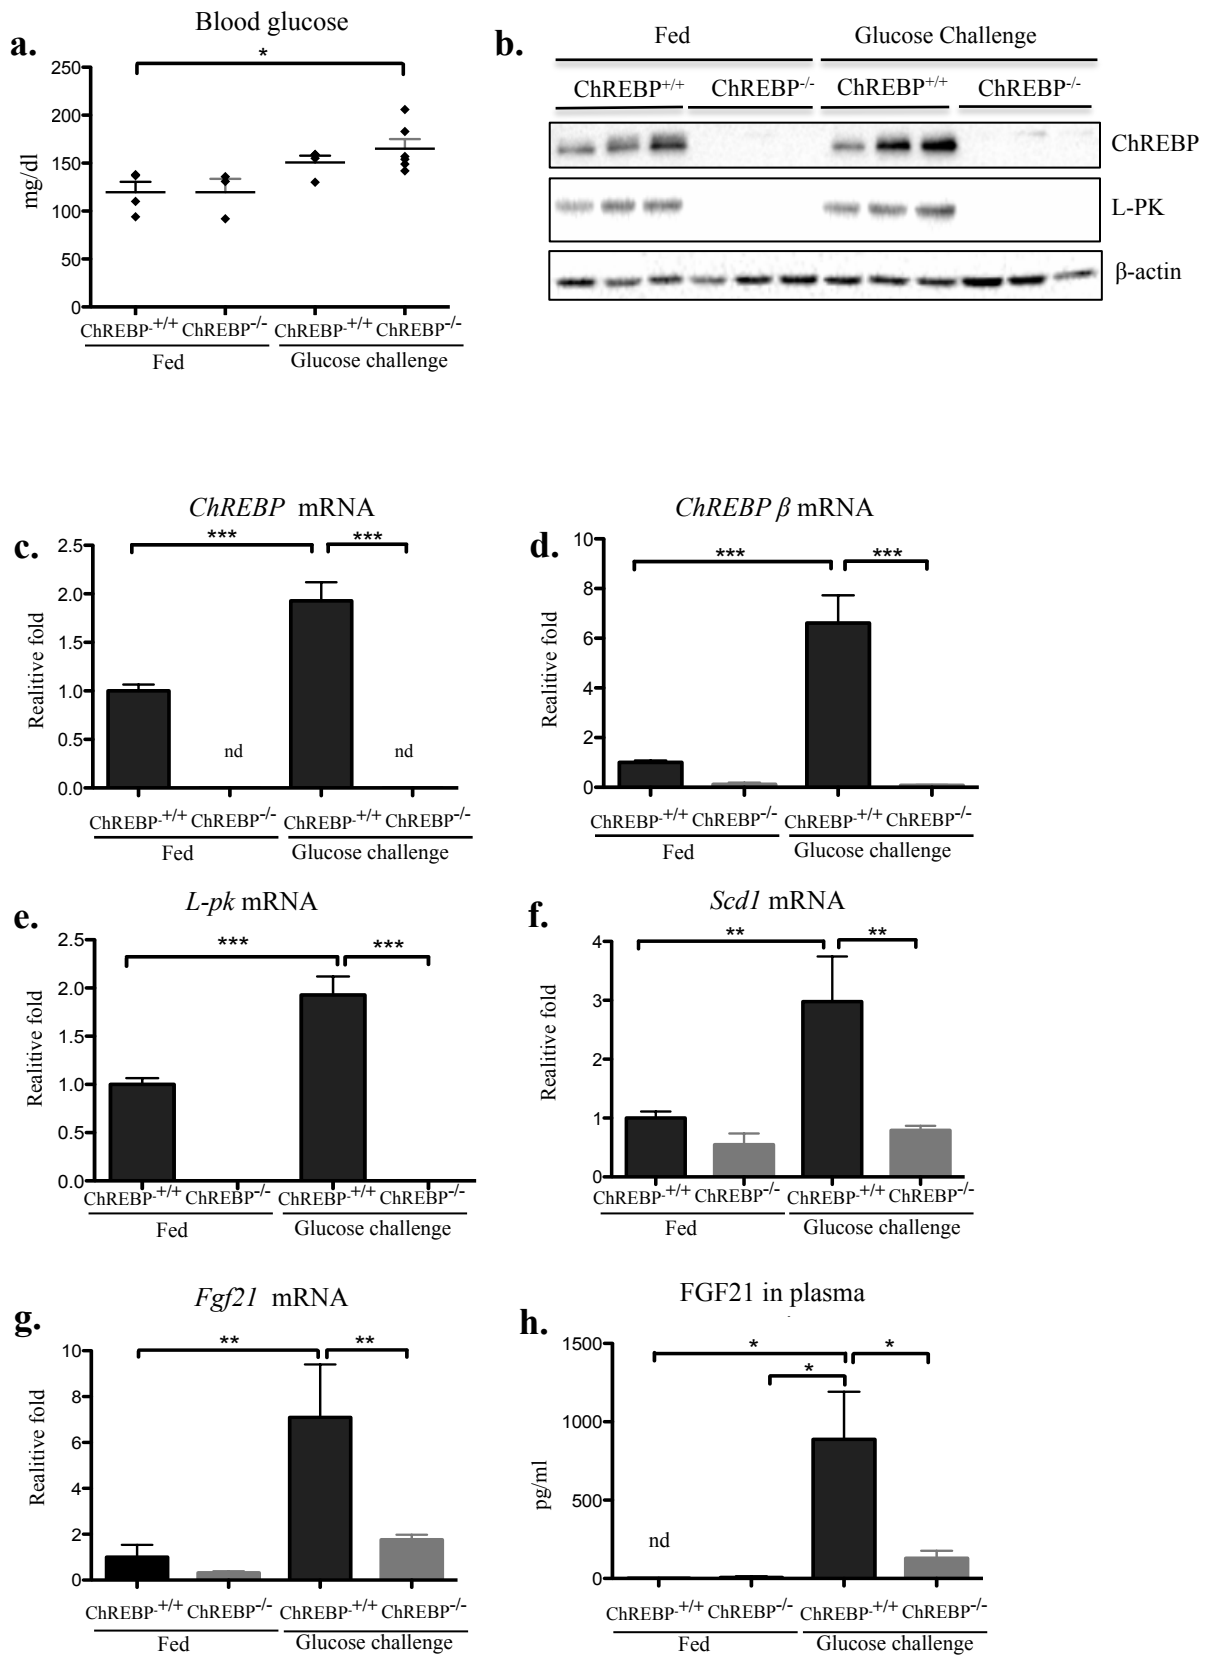 a.
Blood glucose
*
mg/dl
250
200
150
100
50
0
ChREBP-+/+ ChREBP-/- ChREBP-+/+ ChREBP-/-
Fed Glucose challenge
b.
Fed Glucose Challenge
ChREBP+/+ ChREBP-/- ChREBP+/+ ChREBP-/-
ChREBP
L-PK
β-actin
c.
ChREBP mRNA
*** ***
Realitive fold
2.5
2.0
1.5
1.0
0.5
0.0
nd nd
ChREBP-+/+ ChREBP-/- ChREBP-+/+ ChREBP-/-
Fed Glucose challenge
d.
ChREBP β mRNA
*** ***
Realitive fold
10
8
6
4
2
0
ChREBP-+/+ ChREBP-/- ChREBP-+/+ ChREBP-/-
Fed Glucose challenge
e.
L-pk mRNA
*** ***
Realitive fold
2.5
2.0
1.5
1.0
0.5
0.0
ChREBP-+/+ ChREBP-/- ChREBP-+/+ ChREBP-/-
Fed Glucose challenge
f.
Scd1 mRNA
** **
Realitive fold
4
3
2
1
0
ChREBP-+/+ ChREBP-/- ChREBP-+/+ ChREBP-/-
Fed Glucose challenge
g.
Fgf21 mRNA
** **
Realitive fold
10
8
6
4
2
0
ChREBP-+/+ ChREBP-/- ChREBP-+/+ ChREBP-/-
Fed Glucose challenge
h.
FGF21 in plasma
* *
*
pg/ml
1500
1000
500
0
nd
ChREBP-+/+ ChREBP-/- ChREBP-+/+ ChREBP-/-
Fed Glucose challenge